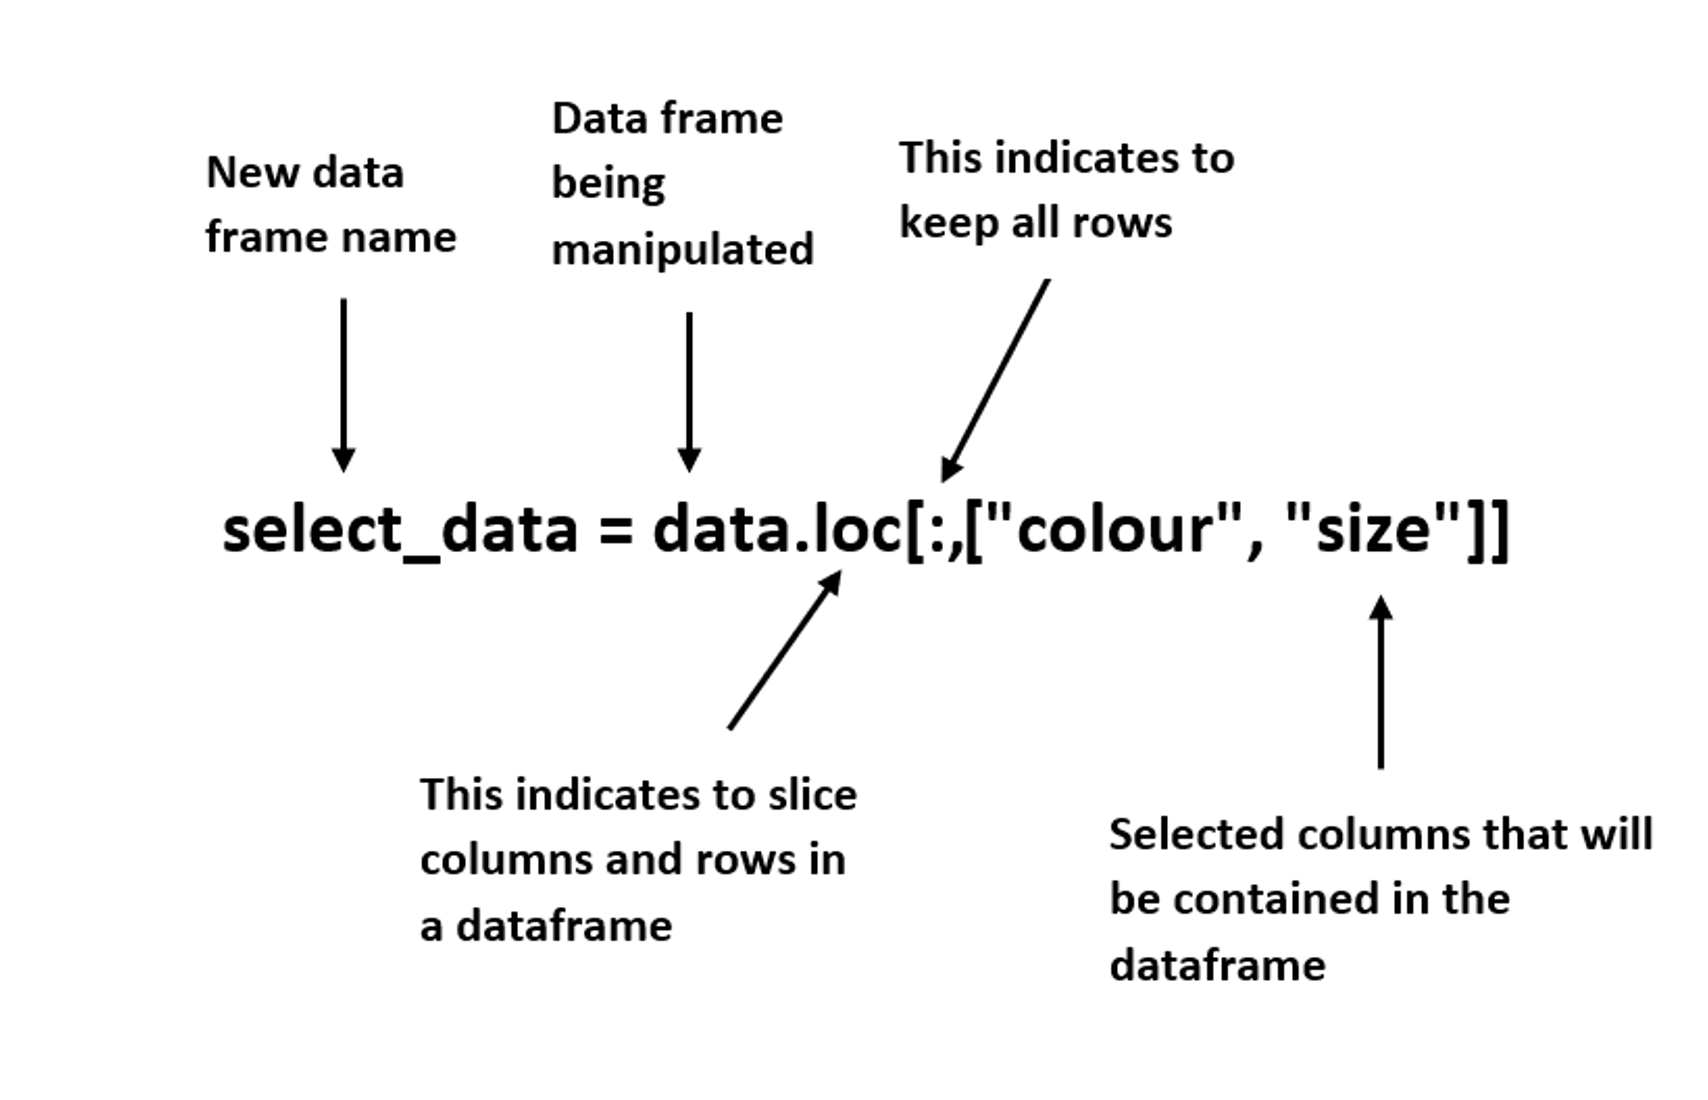 New data
frame name
Data frame
being
manipulated
This indicates to
keep all rows
select_data = data.loc[:,["colour", "size"]]
This indicates to slice
columns and rows in
a dataframe
Selected columns that will
be contained in the
dataframe